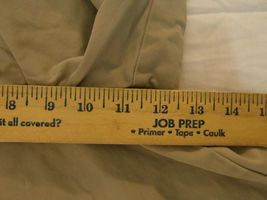 8 9 10 11 12 13 14
it all covered? JOB PREP
• Primer • Tape • Caulk